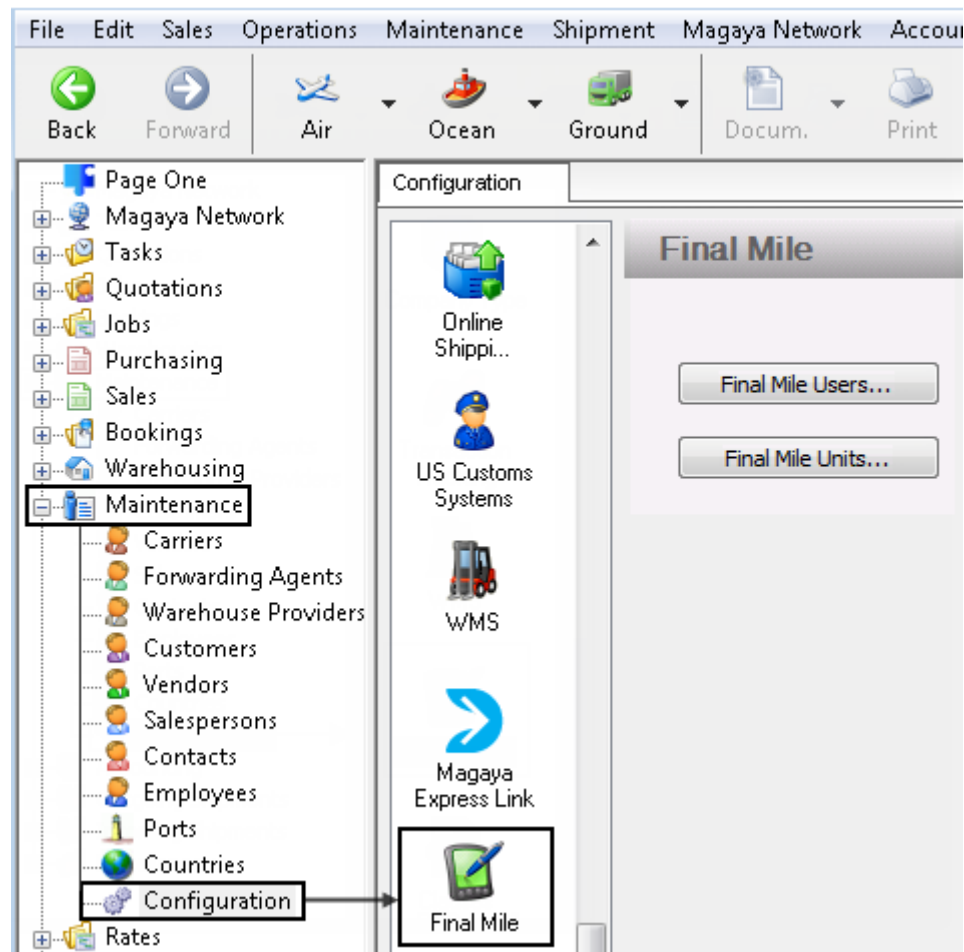 File Edit Sales Operations Maintenance Shipment Magaya Network Accoun
Back Forward Air Ocean Ground Docum. Print
Page One
Magaya Network
Tasks
Quotations
Jobs
Purchasing
Sales
Bookings
Warehousing
Maintenance
Carriers
Forwarding Agents
Warehouse Providers
Customers
Vendors
Salespersons
Contacts
Employees
Ports
Countries
Configuration
Rates
Configuration
Online
Shippi...
US Customs
Systems
WMS
Magaya
Express Link
Final Mile
Final Mile
Final Mile Users...
Final Mile Units...